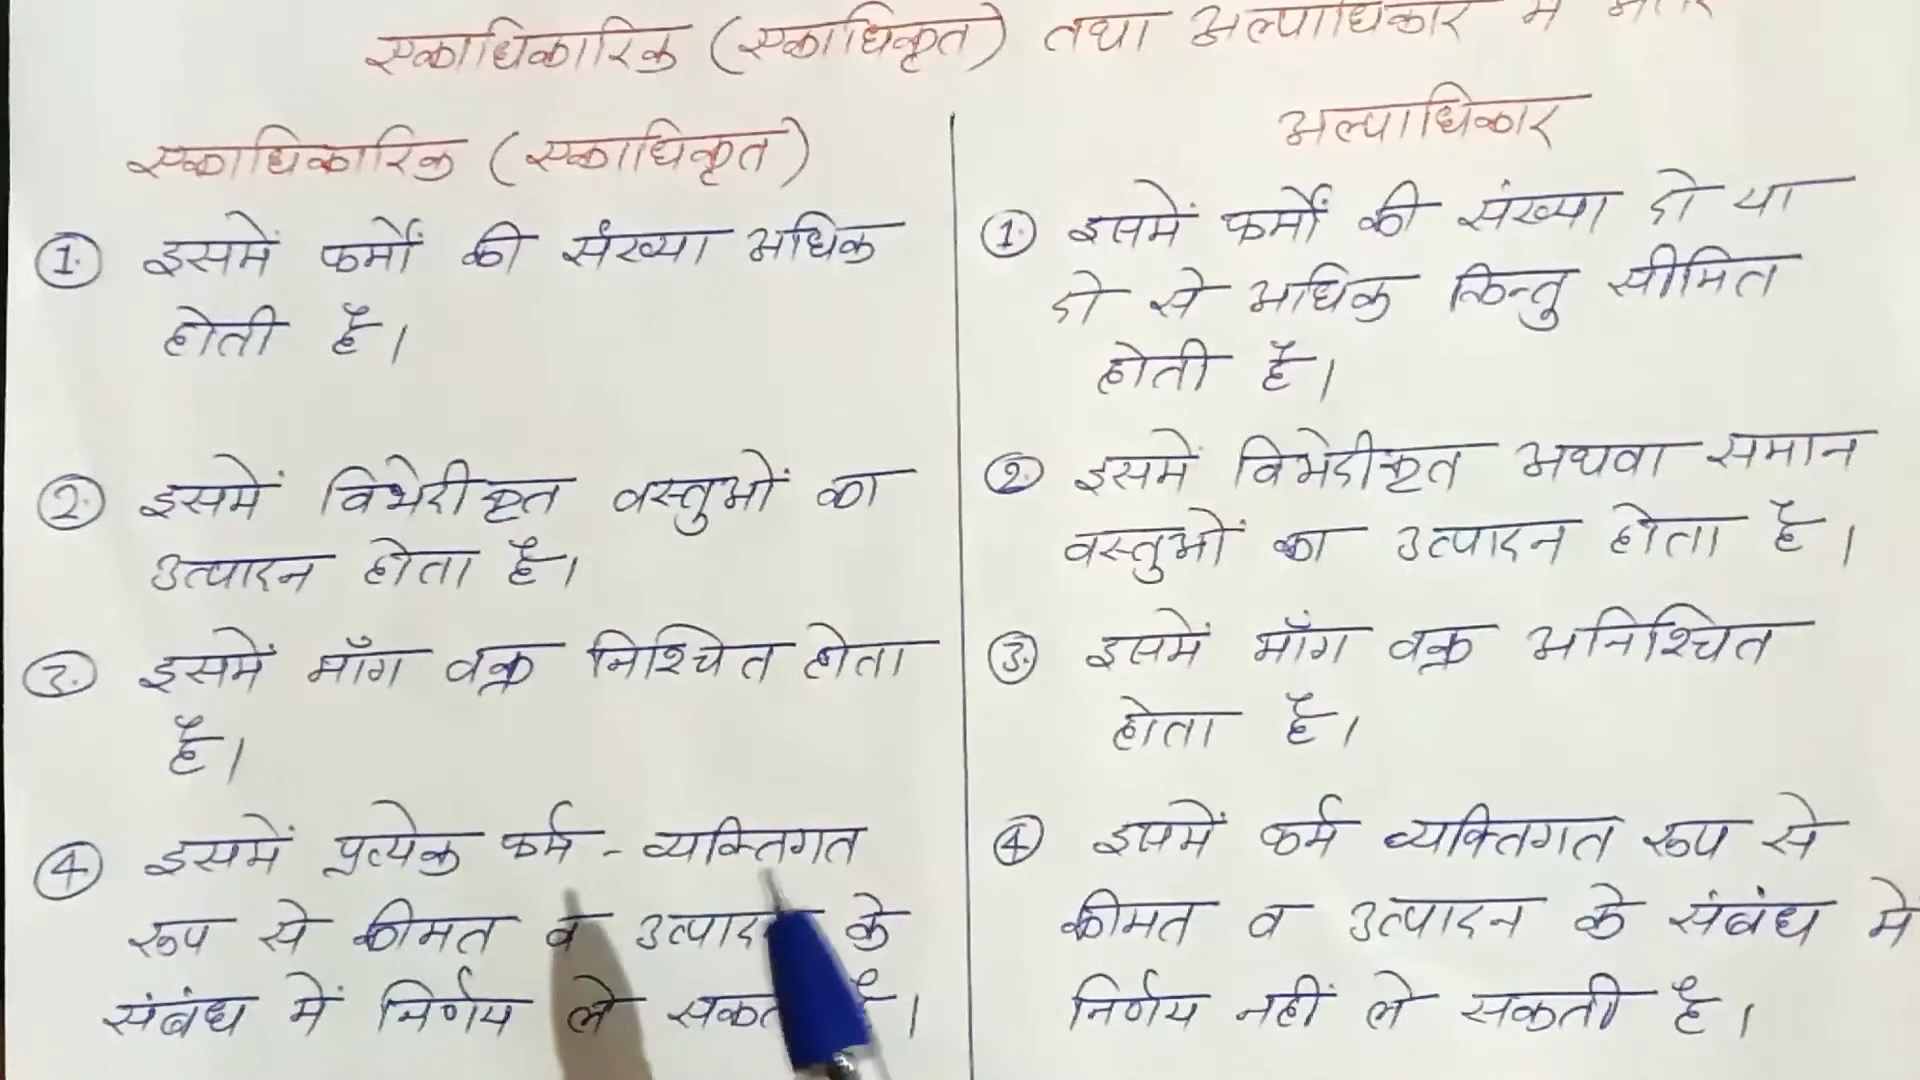 एकाधिकारिक (एकाधिकृत) तथा अल्पाधिकार में अंतर
एकाधिकारिक (एकाधिकृत)
① इसमें फर्मों की संख्या अधिक
होती है।
② इसमें विभेदीकृत वस्तुओं का
उत्पादन होता है।
③ इसमें माँग वक्र निश्चित होता
है।
④ इसमें प्रत्येक फर्म - व्यक्तिगत
रूप से कीमत व उत्पादन के
संबंध में निर्णय ले है।
अल्पाधिकार
① इसमें फर्मों की संख्या दो या
दो से अधिक किन्तु सीमित
होती है।
② इसमें विभेदीकृत अथवा समान
वस्तुओं का उत्पादन होता है।
③ इसमें माँग वक्र अनिश्चित
होता है।
④ इसमें फर्म व्यक्तिगत रूप से
कीमत व उत्पादन के संबंध मे
निर्णय नहीं ले सकती है।